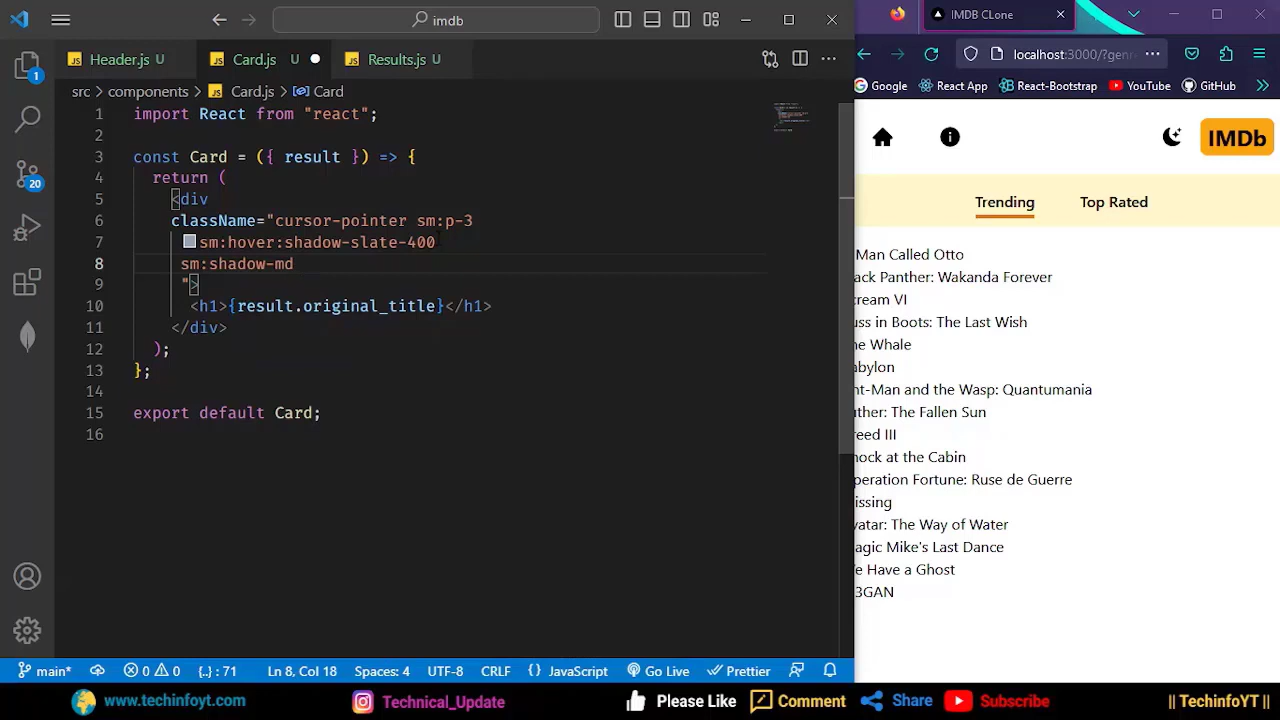 imdb
Header.js U
Card.js U
Results.js U
src
components
Card.js
Card
1 import React from "react";
2
3 const Card = ({ result }) => {
4 return (
5 <div
6 className="cursor-pointer sm:p-3
7 sm:hover:shadow-slate-400
8 sm:shadow-md
9 ">
10 <h1>{result.original_title}</h1>
11 </div>
12 );
13 };
14
15 export default Card;
16
1
20
main*
0 0
{..} : 71
Ln 8, Col 18
Spaces: 4
UTF-8
CRLF
{} JavaScript
Go Live
Prettier
IMDB CLone
localhost:3000/?genr
Google
React App
React-Bootstrap
YouTube
GitHub
IMDb
Trending
Top Rated
Man Called Otto
ack Panther: Wakanda Forever
cream VI
uss in Boots: The Last Wish
he Whale
abylon
nt-Man and the Wasp: Quantumania
uther: The Fallen Sun
reed III
nock at the Cabin
peration Fortune: Ruse de Guerre
issing
vatar: The Way of Water
agic Mike's Last Dance
e Have a Ghost
3GAN
www.techinfoyt.com
Technical_Update
Please Like
Comment
Share
Subscribe
|| TechinfoYT ||